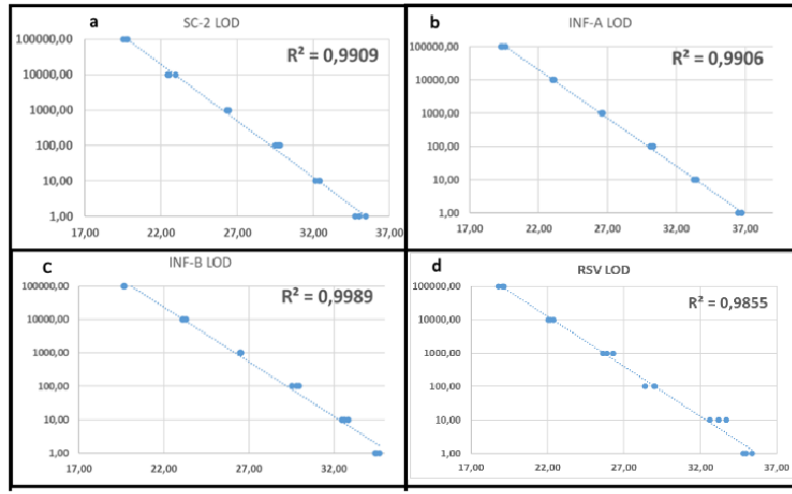 a
SC-2 LOD
R² = 0,9909
100000,00
10000,00
1000,00
100,00
10,00
1,00
17,00 22,00 27,00 32,00 37,00
b
INF-A LOD
R² = 0,9906
100000,00
10000,00
1000,00
100,00
10,00
1,00
17,00 22,00 27,00 32,00 37,00
c
INF-B LOD
R² = 0,9989
100000,00
10000,00
1000,00
100,00
10,00
1,00
17,00 22,00 27,00 32,00
d
RSV LOD
R² = 0,9855
100000,00
10000,00
1000,00
100,00
10,00
1,00
17,00 22,00 27,00 32,00 37,00